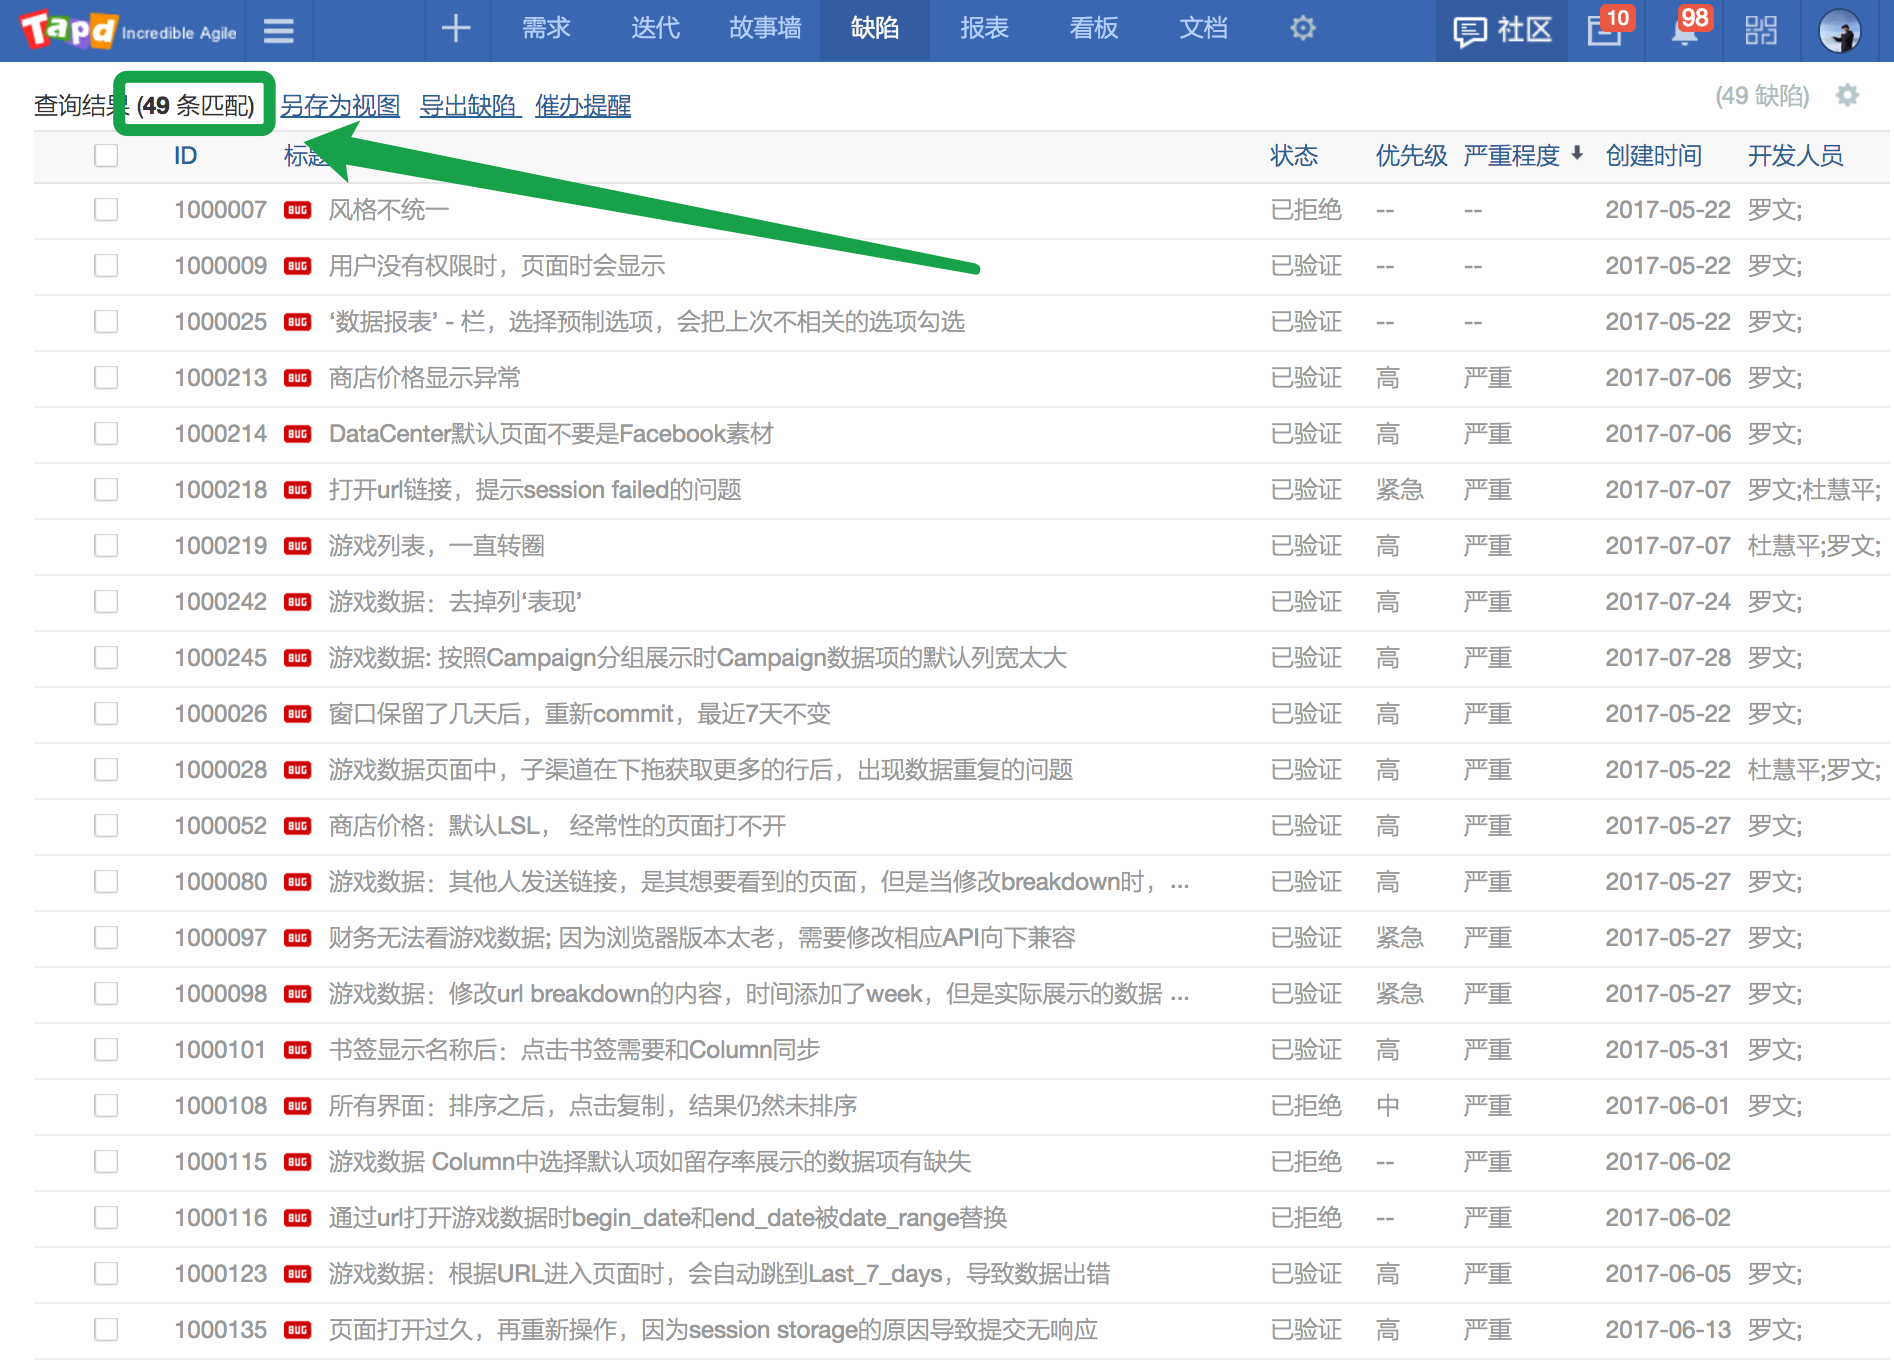 Tapd Incredible Agile 需求 迭代 故事墙 缺陷 报表 看板 文档 社区 10 98
查询结果 (49 条匹配) 另存为视图 导出缺陷 催办提醒 (49 缺陷)
ID 标题 状态 优先级 严重程度 创建时间 开发人员
1000007 BUG 风格不统一 已拒绝 -- -- 2017-05-22 罗文;
1000009 BUG 用户没有权限时，页面时会显示 已验证 -- -- 2017-05-22 罗文;
1000025 BUG ‘数据报表’ - 栏，选择预制选项，会把上次不相关的选项勾选 已验证 -- -- 2017-05-22 罗文;
1000213 BUG 商店价格显示异常 已验证 高 严重 2017-07-06 罗文;
1000214 BUG DataCenter默认页面不要是Facebook素材 已验证 高 严重 2017-07-06 罗文;
1000218 BUG 打开url链接，提示session failed的问题 已验证 紧急 严重 2017-07-07 罗文;杜慧平;
1000219 BUG 游戏列表，一直转圈 已验证 高 严重 2017-07-07 杜慧平;罗文;
1000242 BUG 游戏数据：去掉列‘表现’ 已验证 高 严重 2017-07-24 罗文;
1000245 BUG 游戏数据: 按照Campaign分组展示时Campaign数据项的默认列宽太大 已验证 高 严重 2017-07-28 罗文;
1000026 BUG 窗口保留了几天后，重新commit，最近7天不变 已验证 高 严重 2017-05-22 罗文;
1000028 BUG 游戏数据页面中，子渠道在下拖获取更多的行后，出现数据重复的问题 已验证 高 严重 2017-05-22 杜慧平;罗文;
1000052 BUG 商店价格：默认LSL， 经常性的页面打不开 已验证 高 严重 2017-05-27 罗文;
1000080 BUG 游戏数据：其他人发送链接，是其想要看到的页面，但是当修改breakdown时，... 已验证 高 严重 2017-05-27 罗文;
1000097 BUG 财务无法看游戏数据; 因为浏览器版本太老，需要修改相应API向下兼容 已验证 紧急 严重 2017-05-27 罗文;
1000098 BUG 游戏数据：修改url breakdown的内容，时间添加了week，但是实际展示的数据 ... 已验证 紧急 严重 2017-05-27 罗文;
1000101 BUG 书签显示名称后：点击书签需要和Column同步 已验证 高 严重 2017-05-31 罗文;
1000108 BUG 所有界面：排序之后，点击复制，结果仍然未排序 已拒绝 中 严重 2017-06-01 罗文;
1000115 BUG 游戏数据 Column中选择默认项如留存率展示的数据项有缺失 已拒绝 -- 严重 2017-06-02
1000116 BUG 通过url打开游戏数据时begin_date和end_date被date_range替换 已拒绝 -- 严重 2017-06-02
1000123 BUG 游戏数据：根据URL进入页面时，会自动跳到Last_7_days，导致数据出错 已验证 高 严重 2017-06-05 罗文;
1000135 BUG 页面打开过久，再重新操作，因为session storage的原因导致提交无响应 已验证 高 严重 2017-06-13 罗文;